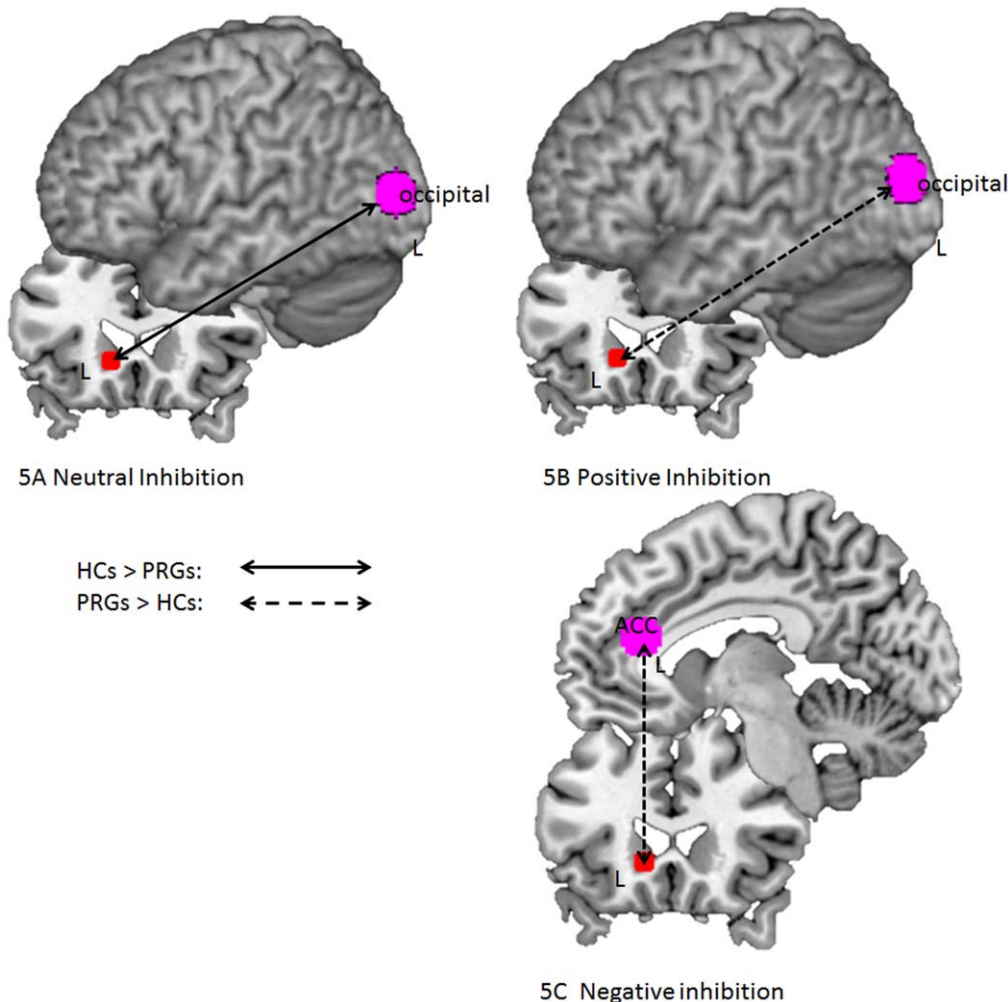 occipital
L
L
5A Neutral Inhibition
occipital
L
L
5B Positive Inhibition
HCs > PRGs:
PRGs > HCs:
ACC
L
L
5C Negative inhibition